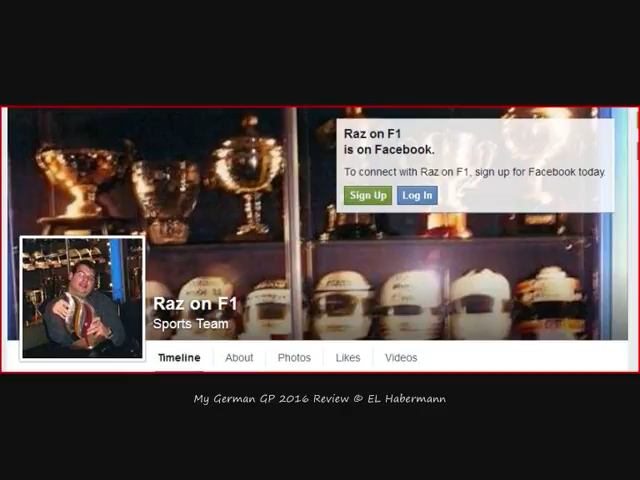 Raz on F1
is on Facebook.
To connect with Raz on F1, sign up for Facebook today.
Sign Up Log In
Raz on F1
Sports Team
Timeline About Photos Likes Videos
My German GP 2016 Review @ EL Habermann